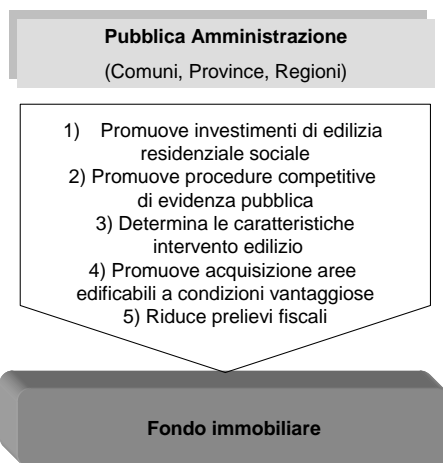 Pubblica Amministrazione
(Comuni, Province, Regioni)
1) Promuove investimenti di edilizia
residenziale sociale
2) Promuove procedure competitive
di evidenza pubblica
3) Determina le caratteristiche
intervento edilizio
4) Promuove acquisizione aree
edificabili a condizioni vantaggiose
5) Riduce prelievi fiscali
Fondo immobiliare